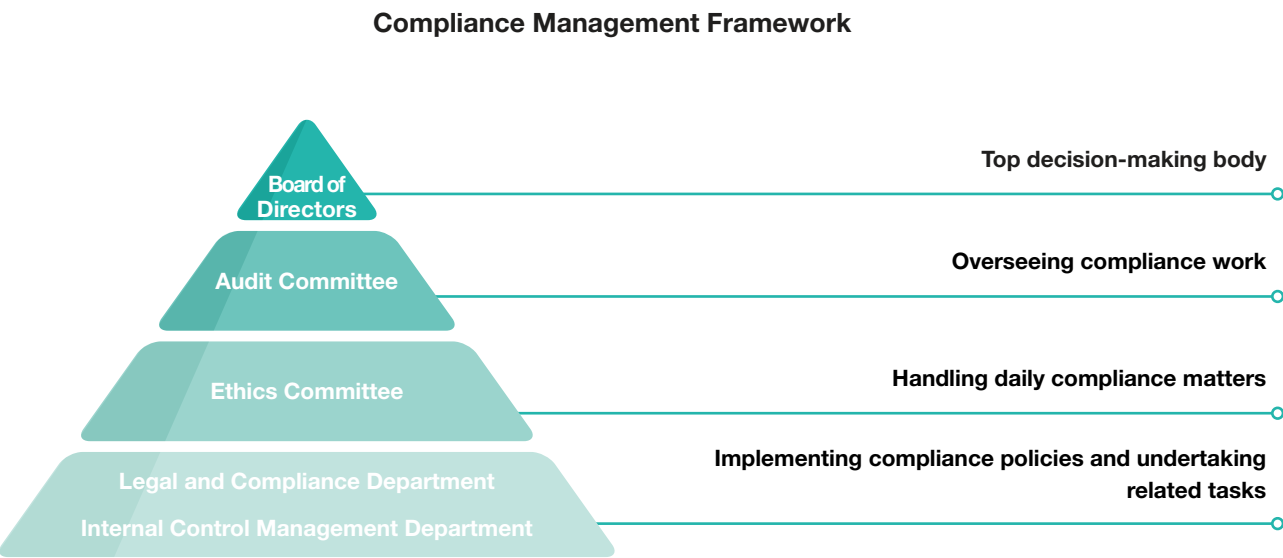 Compliance Management Framework
Board of
Directors
Top decision-making body
Audit Committee
Overseeing compliance work
Ethics Committee
Handling daily compliance matters
Legal and Compliance Department
Internal Control Management Department
Implementing compliance policies and undertaking
related tasks